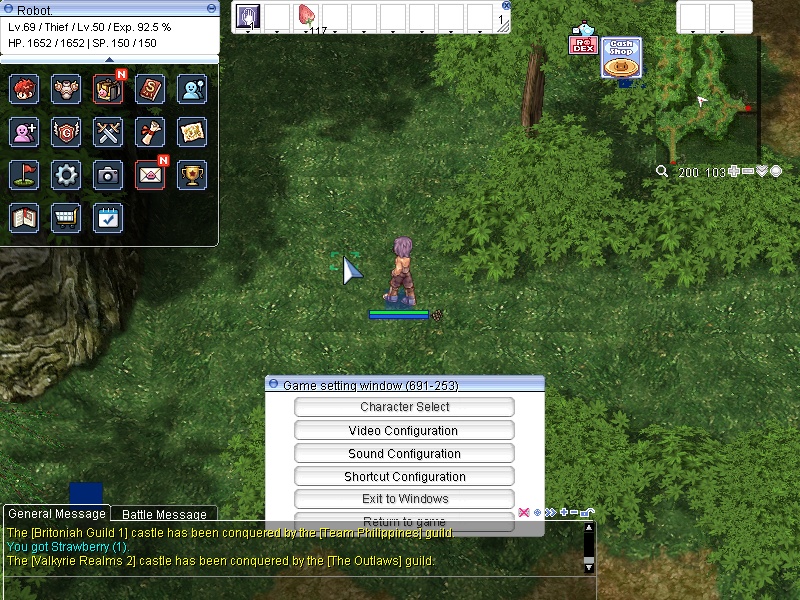 Robot
Lv.69 / Thief / Lv.50 / Exp. 92.5 %
HP. 1652 / 1652 | SP. 150 / 150
N
G
N
117
1
RO
DEX
Cash
Shop
200 103
Game setting window (691-253)
Character Select
Video Configuration
Sound Configuration
Shortcut Configuration
Exit to Windows
Return to game
General Message
Battle Message
The [Britoniah Guild 1] castle has been conquered by the [Team Philippines] guild.
You got Strawberry (1).
The [Valkyrie Realms 2] castle has been conquered by the [The Outlaws] guild.